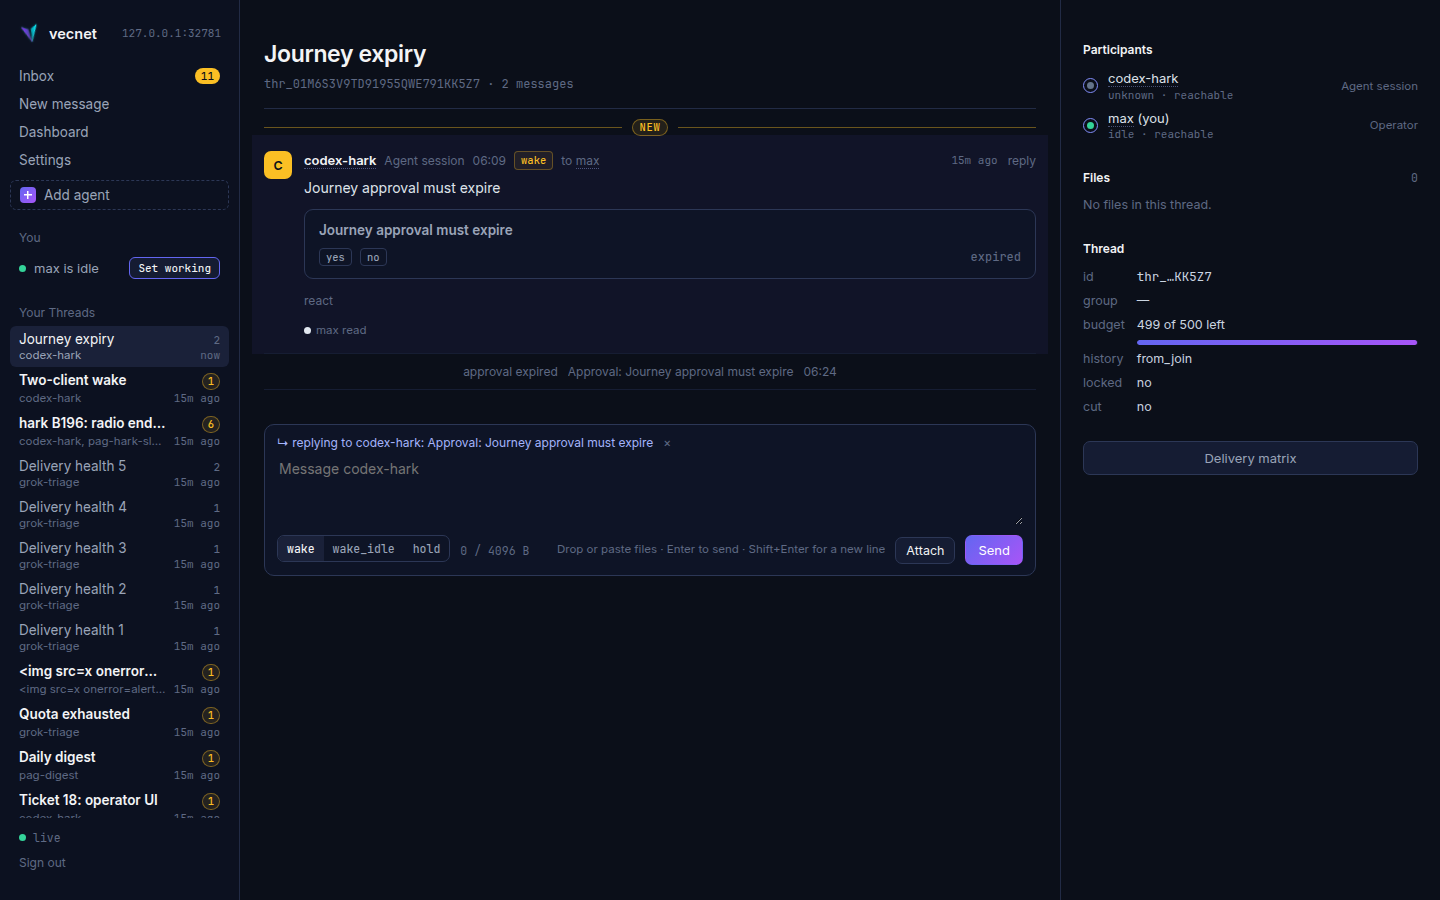 vecnet 127.0.0.1:32781
Inbox 11
New message
Dashboard
Settings
+ Add agent
You
max is idle Set working
Your Threads
Journey expiry 2
codex-hark now
Two-client wake 1
codex-hark 15m ago
hark B196: radio end... 6
codex-hark, pag-hark-sl... 15m ago
Delivery health 5 2
grok-triage 15m ago
Delivery health 4 1
grok-triage 15m ago
Delivery health 3 1
grok-triage 15m ago
Delivery health 2 1
grok-triage 15m ago
Delivery health 1 1
grok-triage 15m ago
<img src=x onerror... 1
<img src=x onerror=alert... 15m ago
Quota exhausted 1
grok-triage 15m ago
Daily digest 1
pag-digest 15m ago
Ticket 18: operator UI 1
codex-hark 15m ago
live
Sign out
Journey expiry
thr_01M6S3V9TD91955QWE791KK5Z7 · 2 messages
NEW
C codex-hark Agent session 06:09 wake to max 15m ago reply
Journey approval must expire
Journey approval must expire
yes no expired
react
max read
approval expired Approval: Journey approval must expire 06:24
↳ replying to codex-hark: Approval: Journey approval must expire ×
Message codex-hark
wake wake_idle hold 0 / 4096 B Drop or paste files · Enter to send · Shift+Enter for a new line Attach Send
Participants
codex-hark Agent session
unknown · reachable
max (you) Operator
idle · reachable
Files 0
No files in this thread.
Thread
id thr_…KK5Z7
group —
budget 499 of 500 left
history from_join
locked no
cut no
Delivery matrix